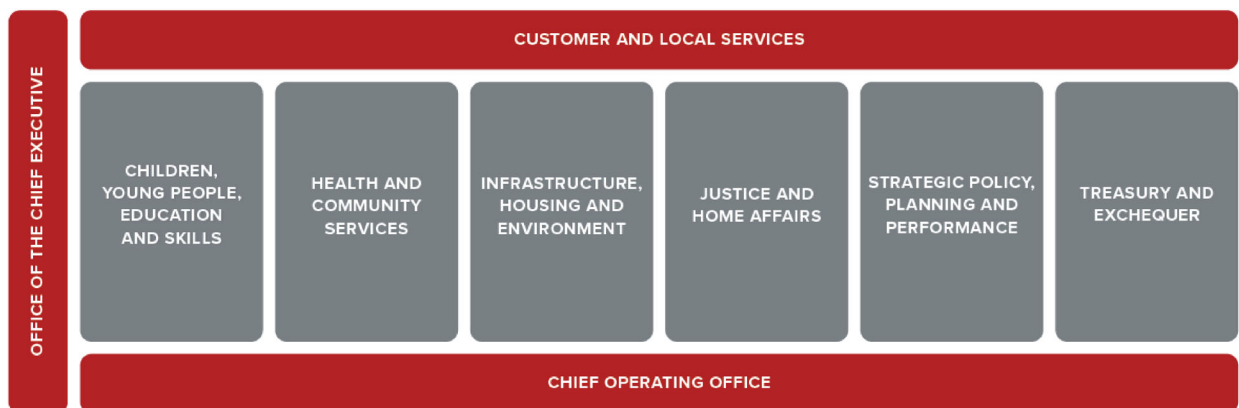 OFFICE OF THE CHIEF EXECUTIVE
CUSTOMER AND LOCAL SERVICES
CHILDREN,
YOUNG PEOPLE,
EDUCATION
AND SKILLS
HEALTH AND
COMMUNITY
SERVICES
INFRASTRUCTURE,
HOUSING AND
ENVIRONMENT
JUSTICE AND
HOME AFFAIRS
STRATEGIC POLICY,
PLANNING AND
PERFORMANCE
TREASURY AND
EXCHEQUER
CHIEF OPERATING OFFICE